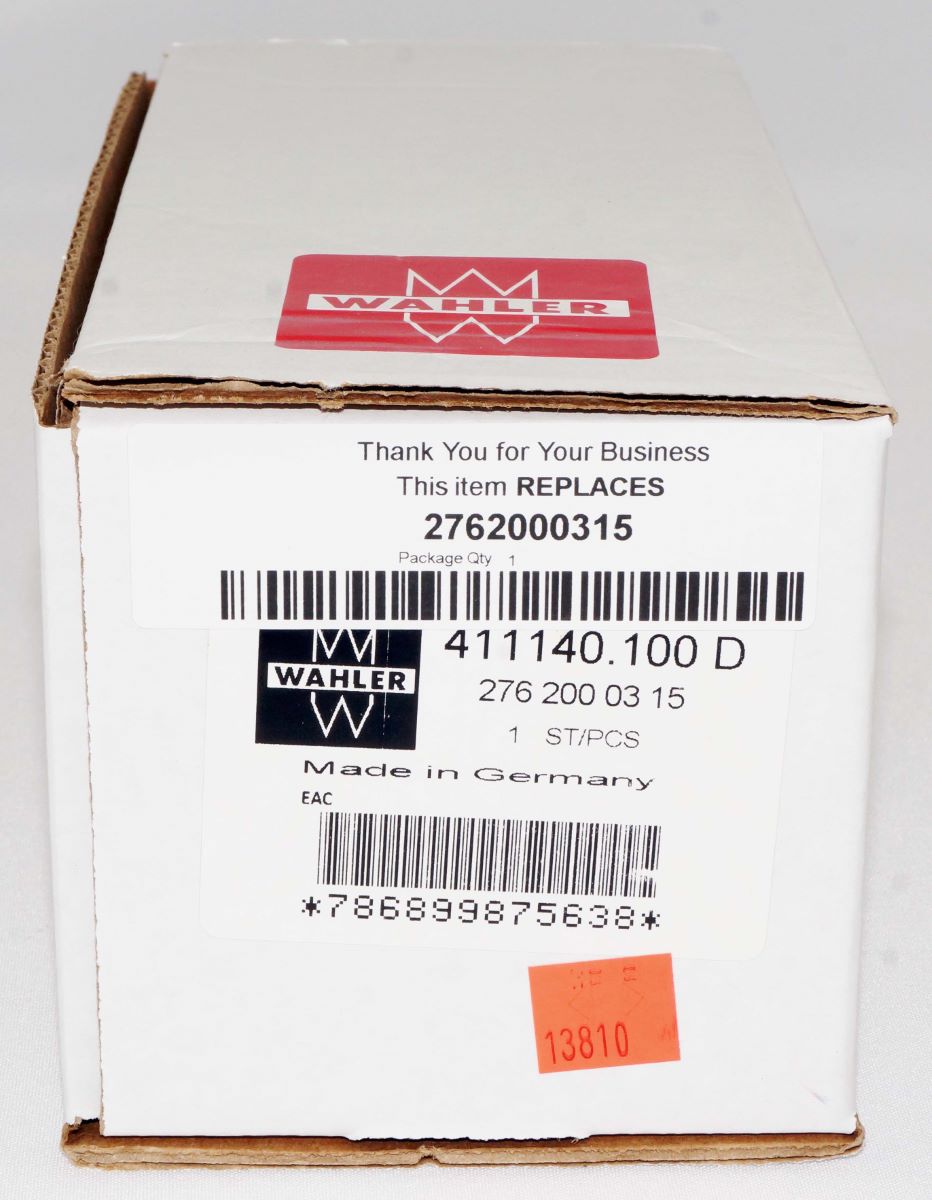 WAHLER
Thank You for Your Business
This item REPLACES
2762000315
Package Qty 1
WAHLER
411140.100 D
276 200 03 15
1 ST/PCS
Made in Germany
EAC
*786899875638*
13810